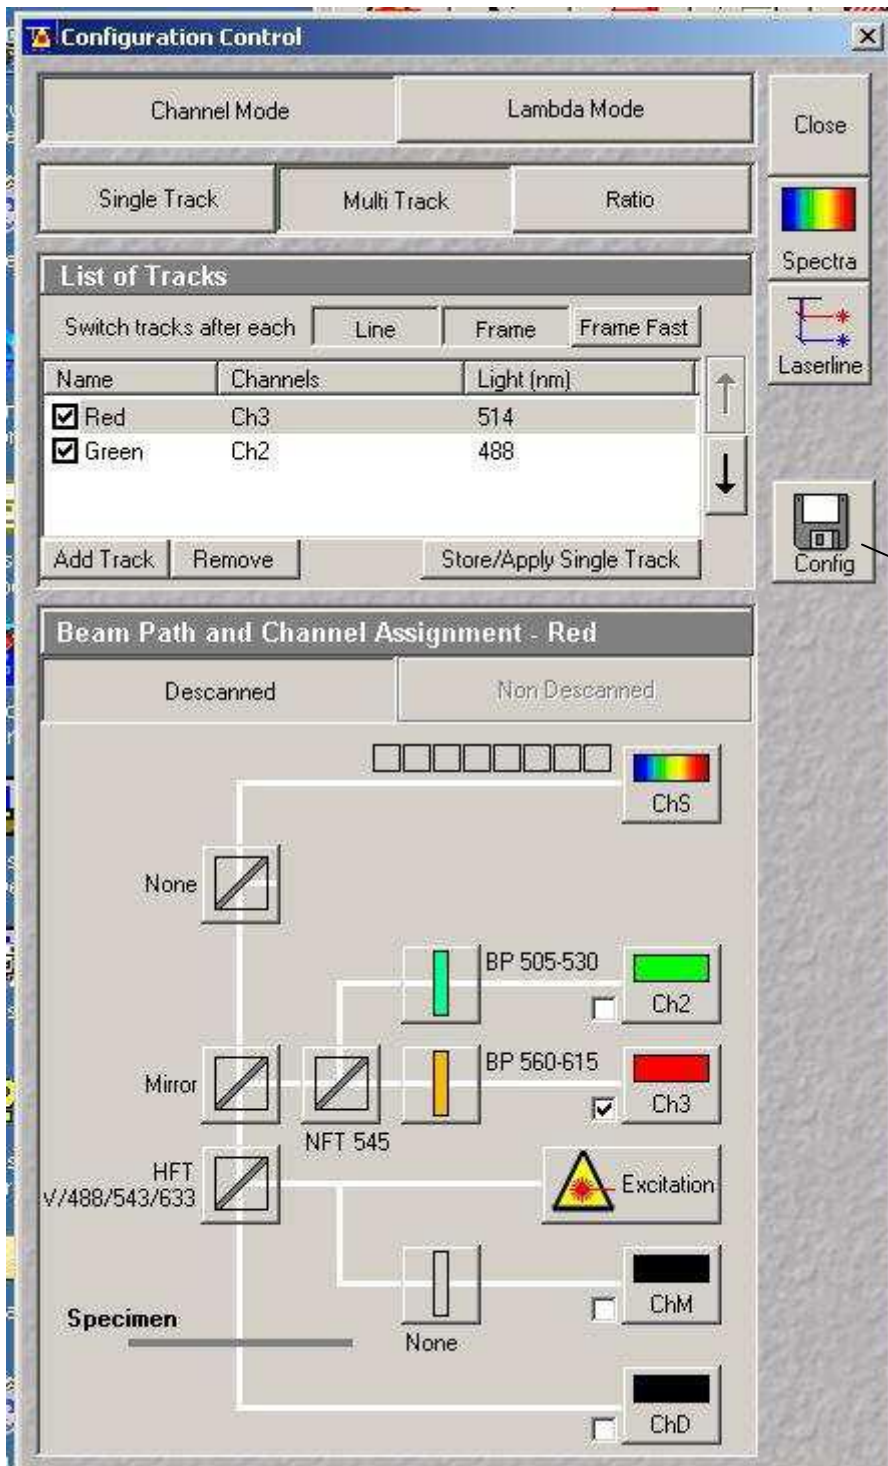 Configuration Control
Channel Mode
Lambda Mode
Close
Single Track
Multi Track
Ratio
Spectra
List of Tracks
Switch tracks after each
Line
Frame
Frame Fast
Laserline
Name
Channels
Light (nm)
Red
Ch3
514
Green
Ch2
488
Add Track
Remove
Store/Apply Single Track
Config
Beam Path and Channel Assignment - Red
Descanned
Non Descanned
ChS
None
BP 505-530
Ch2
Mirror
BP 560-615
Ch3
NFT 545
HFT
V/488/543/633
Excitation
ChM
Specimen
None
ChD